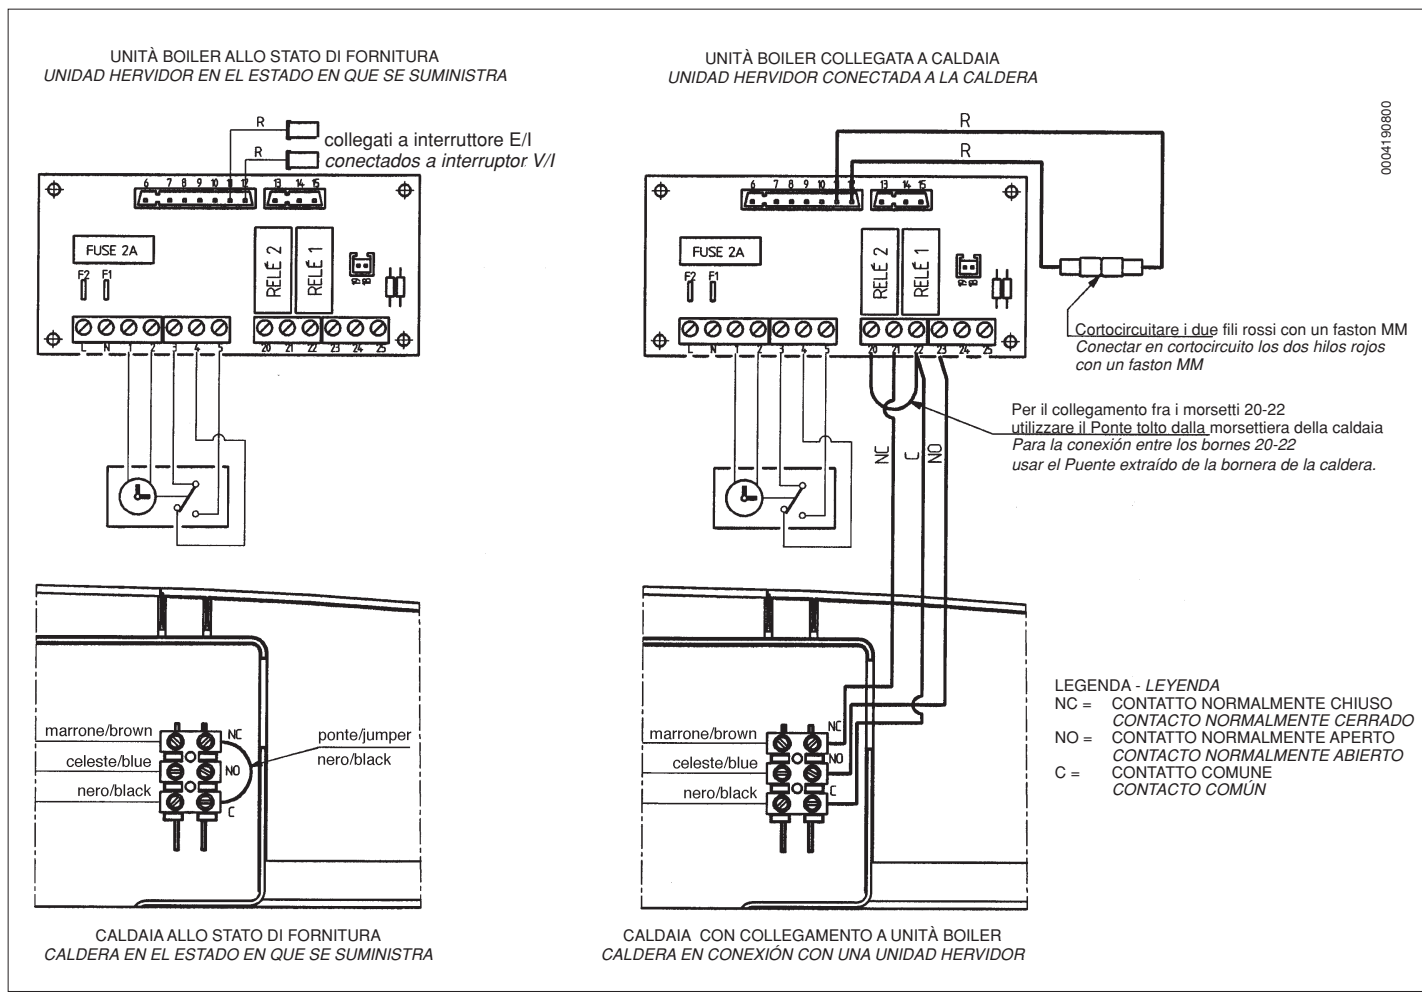 UNITÀ BOILER ALLO STATO DI FORNITURA
UNIDAD HERVIDOR EN EL ESTADO EN QUE SE SUMINISTRA
R
collegati a interruttore E/I
R
conectados a interruptor V/I
6 7 8 9 10 11 12 13 14 15
FUSE 2A
F2 F1
RELÉ 2
RELÉ 1
L N 1 2 3 4 5 20 21 22 23 24 25
UNITÀ BOILER COLLEGATA A CALDAIA
UNIDAD HERVIDOR CONECTADA A LA CALDERA
0004190800
R
R
6 7 8 9 10 11 12 13 14 15
FUSE 2A
F2 F1
RELÉ 2
RELÉ 1
L N 1 2 3 4 5 20 21 22 23 24 25
Cortocircuitare i due fili rossi con un faston MM
Conectar en cortocircuito los dos hilos rojos
con un faston MM
Per il collegamento fra i morsetti 20-22
utilizzare il Ponte tolto dalla morsettiera della caldaia
Para la conexión entre los bornes 20-22
usar el Puente extraído de la bornera de la caldera.
NC C NO
marrone/brown
celeste/blue
nero/black
NC
NO
C
ponte/jumper
nero/black
CALDAIA ALLO STATO DI FORNITURA
CALDERA EN EL ESTADO EN QUE SE SUMINISTRA
marrone/brown
celeste/blue
nero/black
NC
NO
C
CALDAIA CON COLLEGAMENTO A UNITÀ BOILER
CALDERA EN CONEXIÓN CON UNA UNIDAD HERVIDOR
LEGENDA - LEYENDA
NC = CONTATTO NORMALMENTE CHIUSO
CONTACTO NORMALMENTE CERRADO
NO = CONTATTO NORMALMENTE APERTO
CONTACTO NORMALMENTE ABIERTO
C = CONTATTO COMUNE
CONTACTO COMÚN